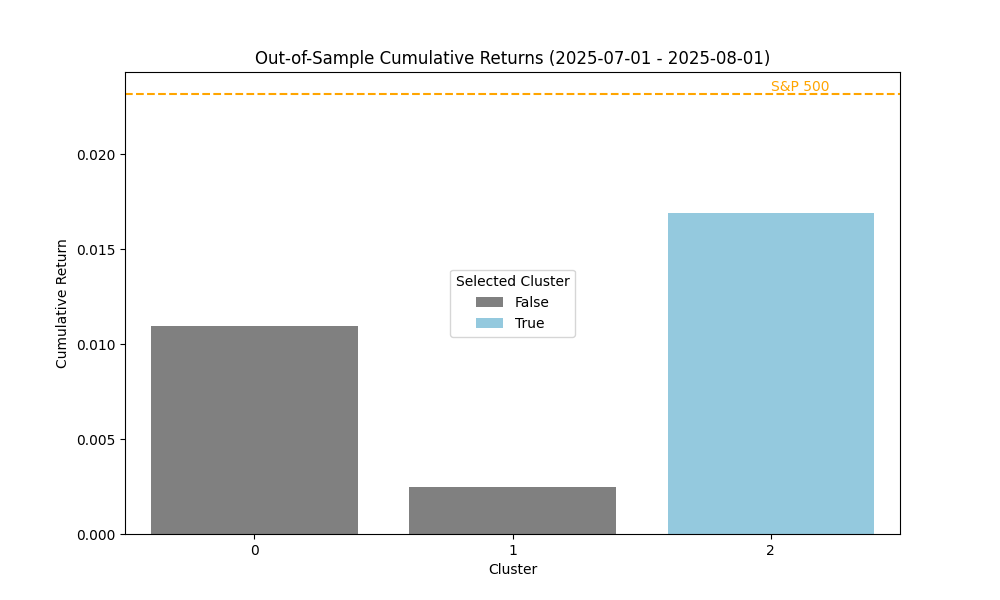 Out-of-Sample Cumulative Returns (2025-07-01 - 2025-08-01)
S&P 500
0.020
0.015
0.010
0.005
0.000
Cumulative Return
Selected Cluster
False
True
0 1 2
Cluster